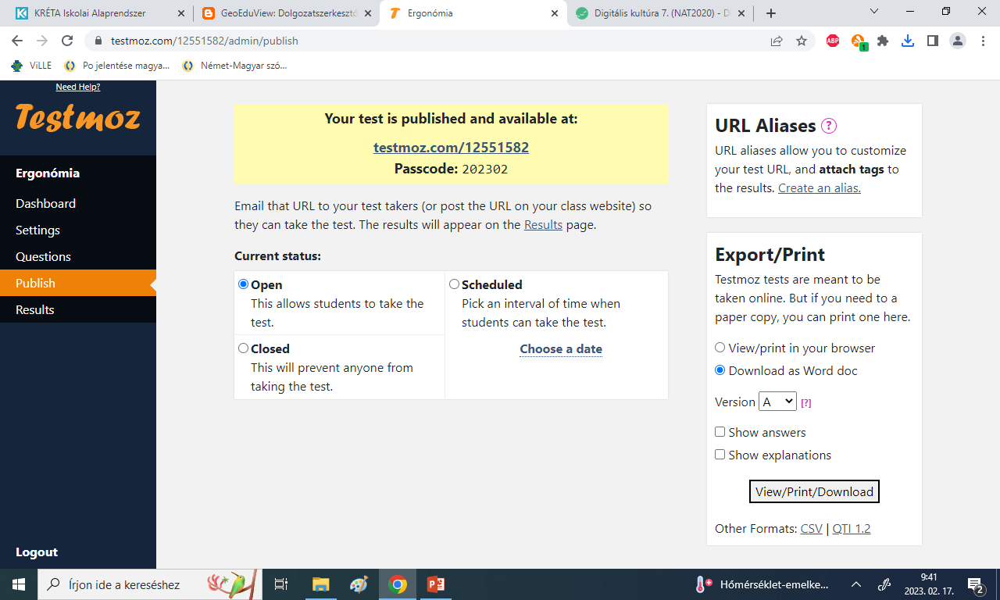 KRÉTA Iskolai Alaprendszer
GeoEduView: Dolgozatszerkesztő
Ergonómia
Digitális kultúra 7. (NAT2020) - D
testmoz.com/12551582/admin/publish
ABP
1
ViLLE
Po jelentése magya...
Német-Magyar szó...
Need Help?
Testmoz
Ergonómia
Dashboard
Settings
Questions
Publish
Results
Logout
Your test is published and available at:
testmoz.com/12551582
Passcode: 202302
Email that URL to your test takers (or post the URL on your class website) so
they can take the test. The results will appear on the Results page.
Current status:
Open
This allows students to take the
test.
Closed
This will prevent anyone from
taking the test.
Scheduled
Pick an interval of time when
students can take the test.
Choose a date
URL Aliases ?
URL aliases allow you to customize
your test URL, and attach tags to
the results. Create an alias.
Export/Print
Testmoz tests are meant to be
taken online. But if you need to a
paper copy, you can print one here.
View/print in your browser
Download as Word doc
Version A [?]
Show answers
Show explanations
View/Print/Download
Other Formats: CSV | QTI 1.2
Írjon ide a kereséshez
Hőmérséklet-emelke...
9:41
2023. 02. 17.
2